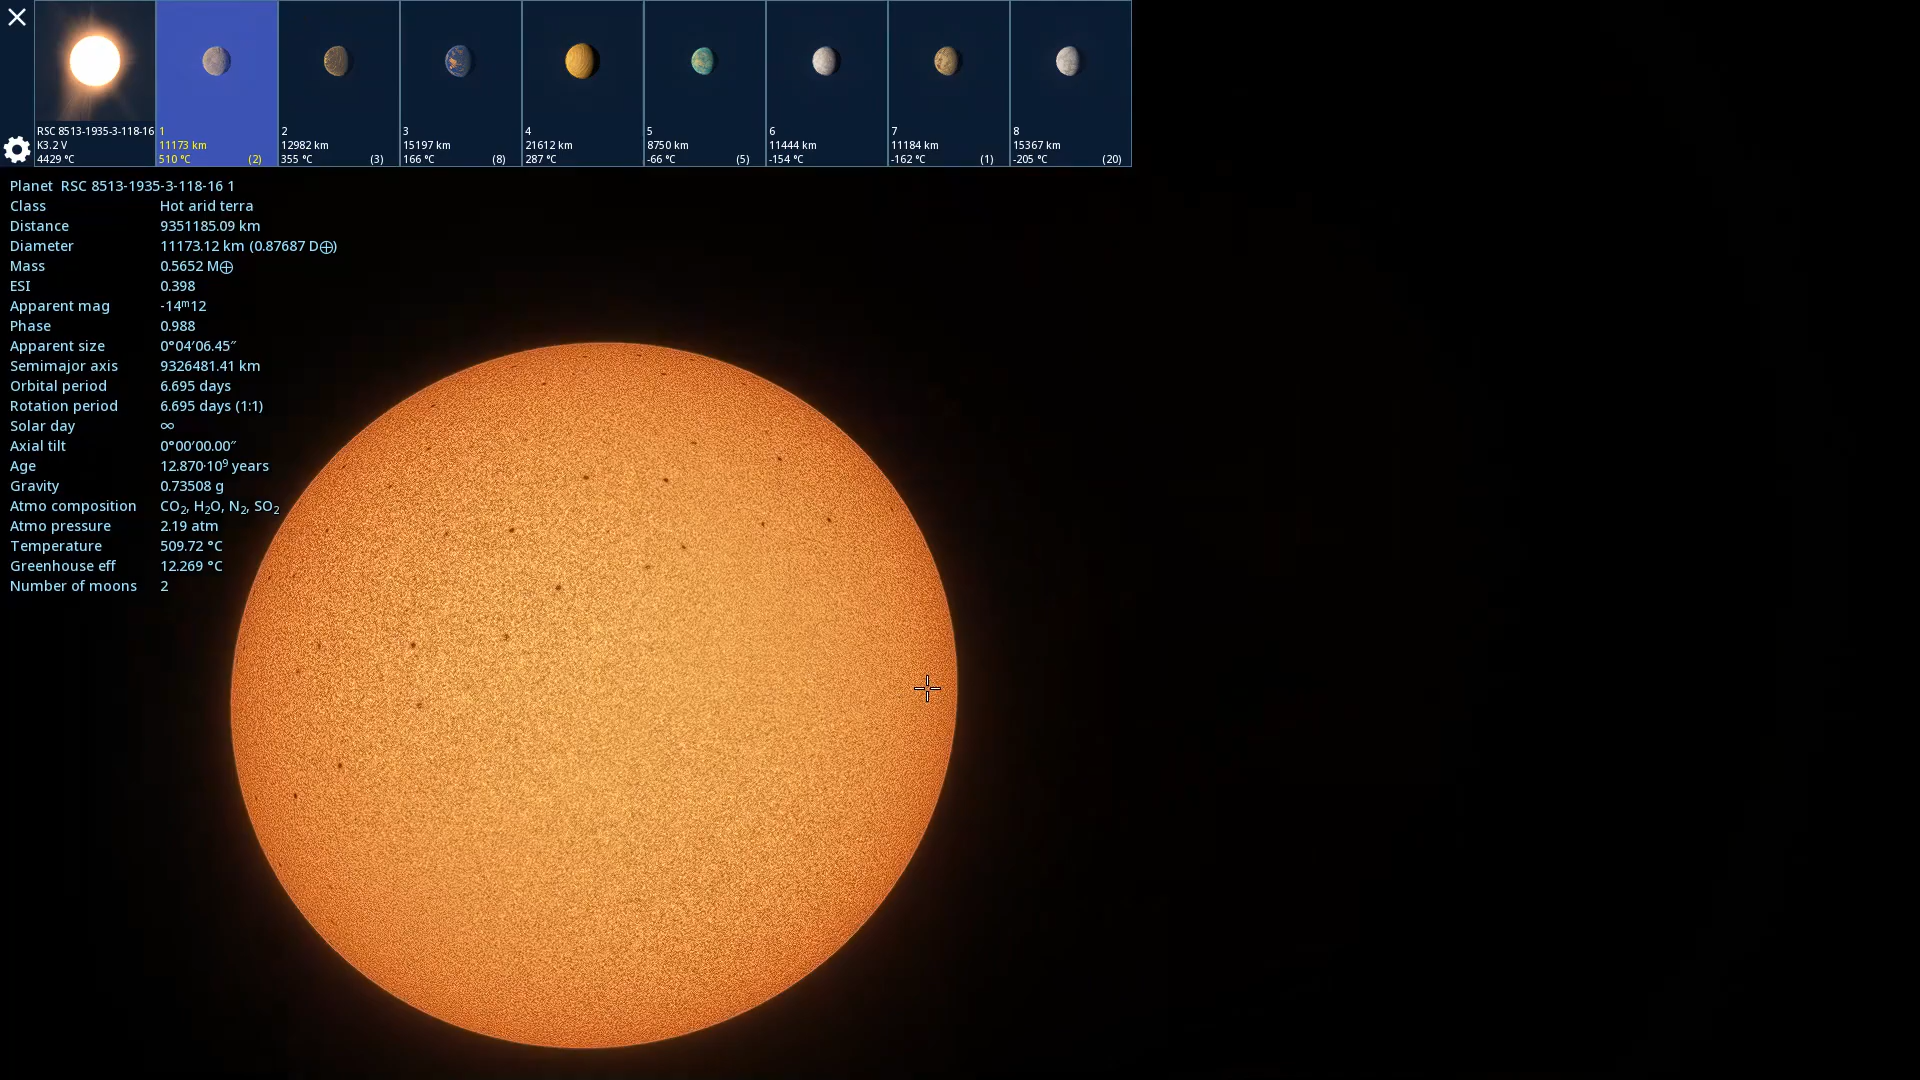 RSC 8513-1935-3-118-16
K3.2 V
4429 °C
1
11173 km
510 °C (2)
2
12982 km
355 °C (3)
3
15197 km
166 °C (8)
4
21612 km
287 °C
5
8750 km
-66 °C (5)
6
11444 km
-154 °C
7
11184 km
-162 °C (1)
8
15367 km
-205 °C (20)
Planet RSC 8513-1935-3-118-16 1
Class Hot arid terra
Distance 9351185.09 km
Diameter 11173.12 km (0.87687 D⊕)
Mass 0.5652 M⊕
ESI 0.398
Apparent mag -14ᵐ12
Phase 0.988
Apparent size 0°04′06.45″
Semimajor axis 9326481.41 km
Orbital period 6.695 days
Rotation period 6.695 days (1:1)
Solar day ∞
Axial tilt 0°00′00.00″
Age 12.870·10⁹ years
Gravity 0.73508 g
Atmo composition CO₂, H₂O, N₂, SO₂
Atmo pressure 2.19 atm
Temperature 509.72 °C
Greenhouse eff 12.269 °C
Number of moons 2